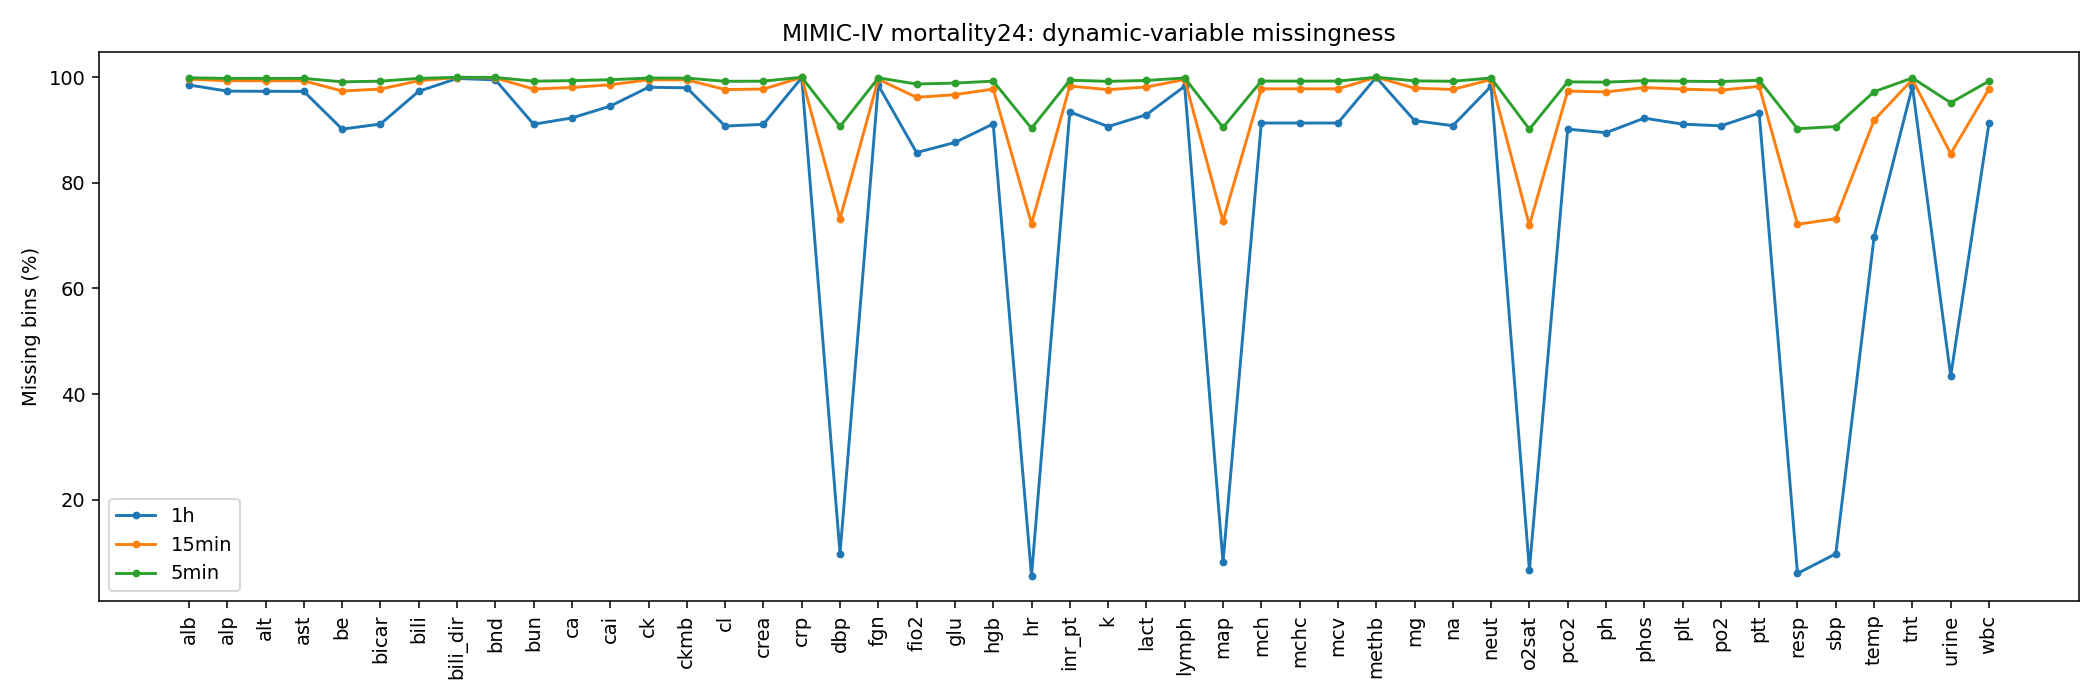 MIMIC-IV mortality24: dynamic-variable missingness
Missing bins (%)
100
80
60
40
20
1h
15min
5min
alb
alp
alt
ast
be
bicar
bili
bili_dir
bnd
bun
ca
cai
ck
ckmb
cl
crea
crp
dbp
fgn
fio2
glu
hgb
hr
inr_pt
k
lact
lymph
map
mch
mchc
mcv
methb
mg
na
neut
o2sat
pco2
ph
phos
plt
po2
ptt
resp
sbp
temp
tnt
urine
wbc